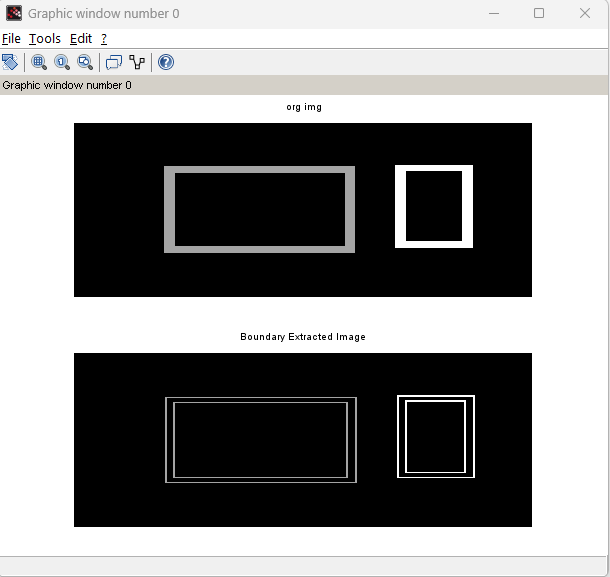 Graphic window number 0
File Tools Edit ?
Graphic window number 0
org img
Boundary Extracted Image